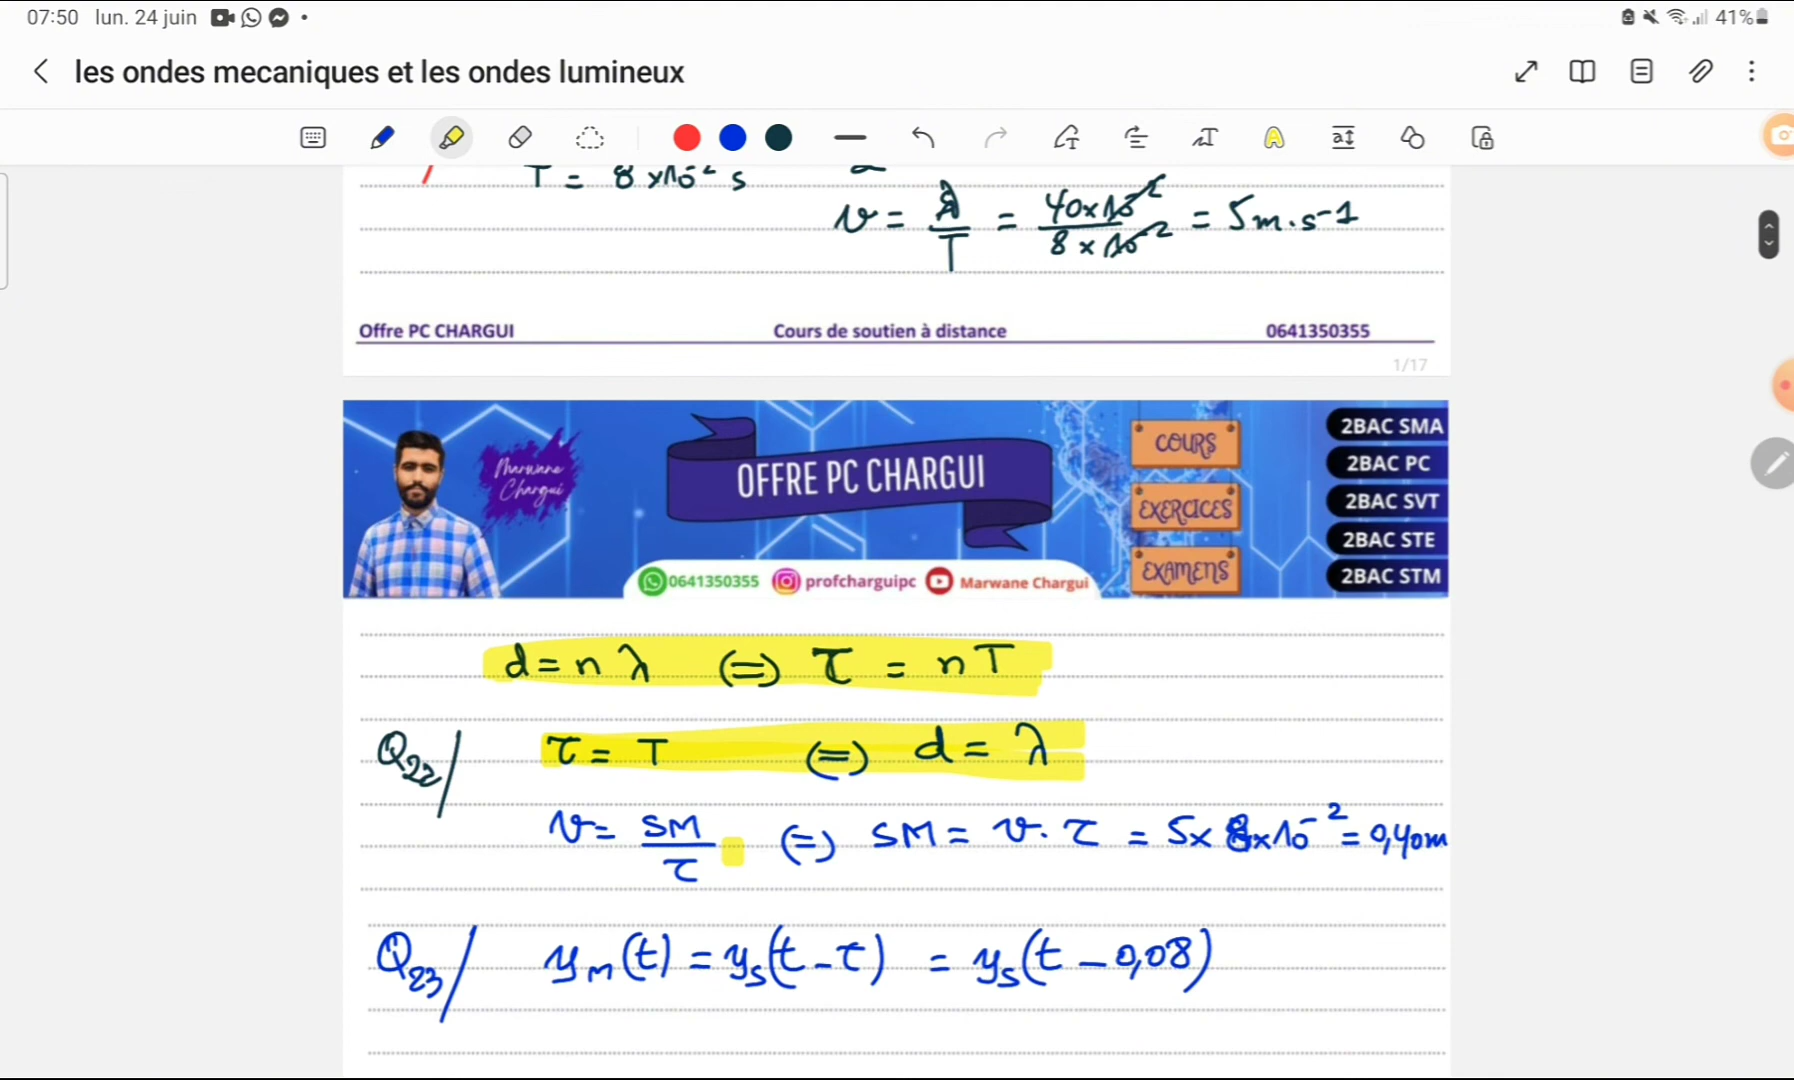 07:50 lun. 24 juin
41%
les ondes mecaniques et les ondes lumineux
T = 8 x10⁻² s
v = λ/T = 40x10⁻²/8 x 10⁻² = 5m.s⁻¹
Offre PC CHARGUI Cours de soutien à distance 0641350355
1/17
Marwane
Chargui
OFFRE PC CHARGUI
COURS
EXERCICES
EXAMENS
2BAC SMA
2BAC PC
2BAC SVT
2BAC STE
2BAC STM
0641350355 profcharguipc Marwane Chargui
d = n λ (=) τ = nT
Q22/ τ = T (=) d = λ
v = SM/τ (=) SM = v. τ = 5x 8x10⁻² = 0,40m
Q23/ yM(t) = yS(t-τ) = yS(t - 0,08)